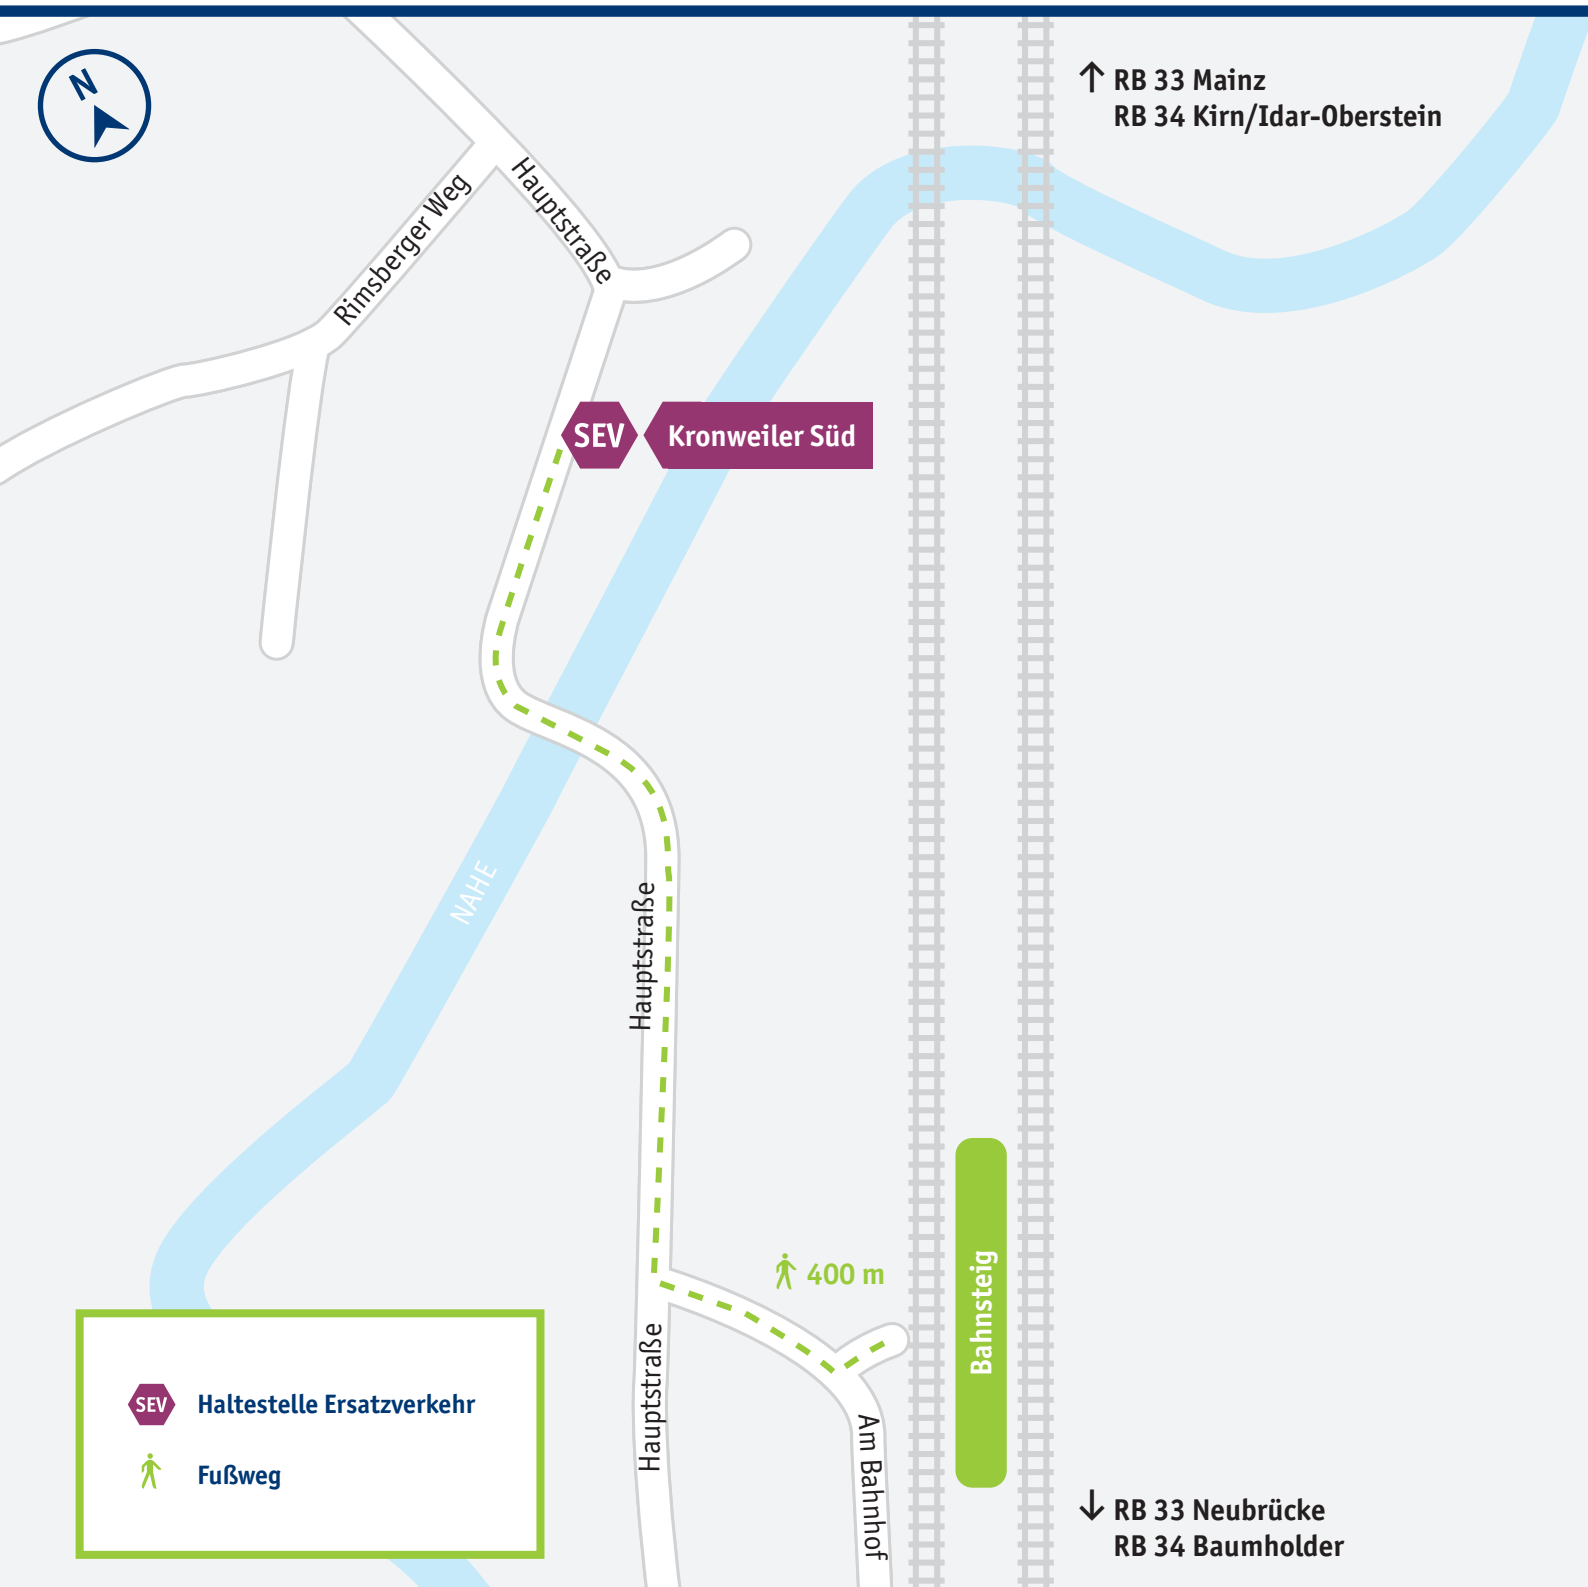 N
RB 33 Mainz
RB 34 Kirn/Idar-Oberstein
Hauptstraße
Rimsberger Weg
SEV
Kronweiler Süd
NAHE
Hauptstraße
400 m
Bahnsteig
Hauptstraße
Am Bahnhof
SEV
Haltestelle Ersatzverkehr
Fußweg
RB 33 Neubrücke
RB 34 Baumholder